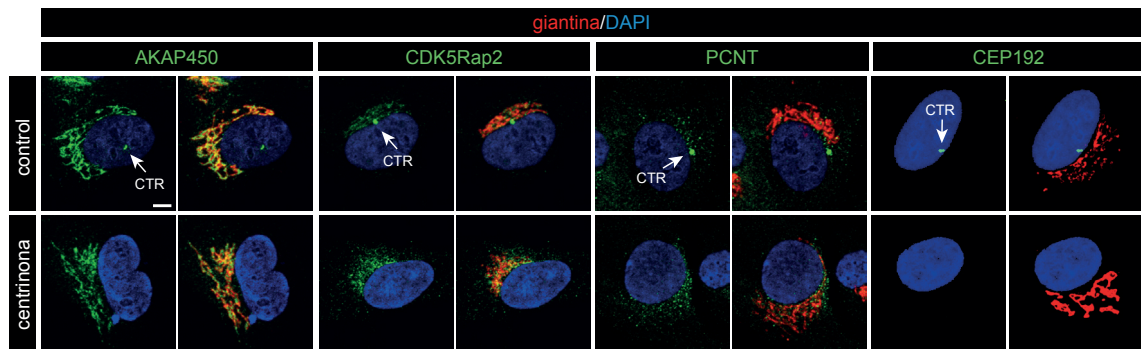 giantina/DAPI
AKAP450 CDK5Rap2 PCNT CEP192
control
CTR
CTR
CTR
CTR
centrinona